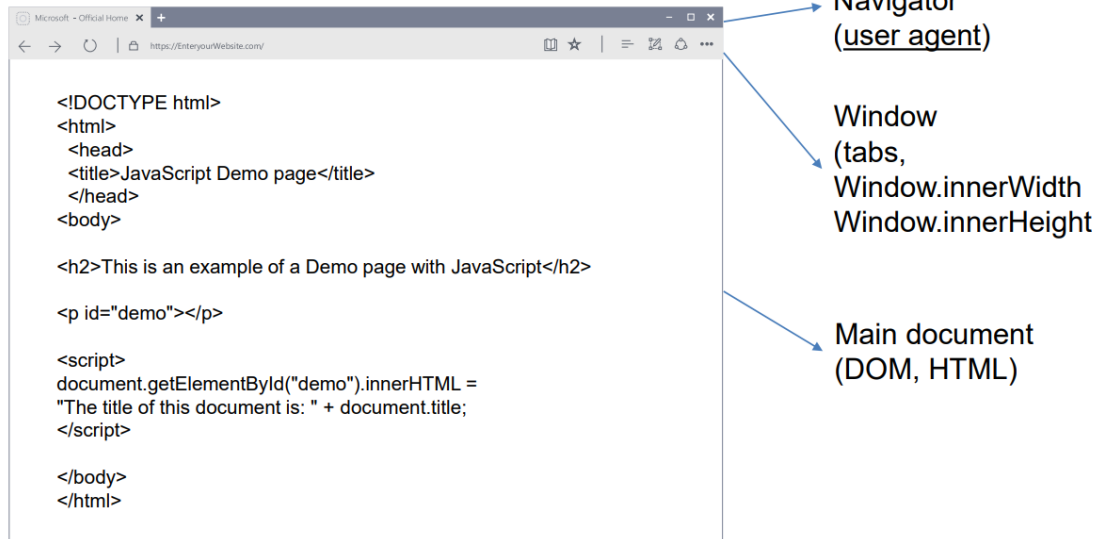 Microsoft - Official Home
https://EnteryourWebsite.com/
<!DOCTYPE html>
<html>
<head>
<title>JavaScript Demo page</title>
</head>
<body>
<h2>This is an example of a Demo page with JavaScript</h2>
<p id="demo"></p>
<script>
document.getElementById("demo").innerHTML =
"The title of this document is: " + document.title;
</script>
</body>
</html>
Navigator
(user agent)
Window
(tabs,
Window.innerWidth
Window.innerHeight
Main document
(DOM, HTML)